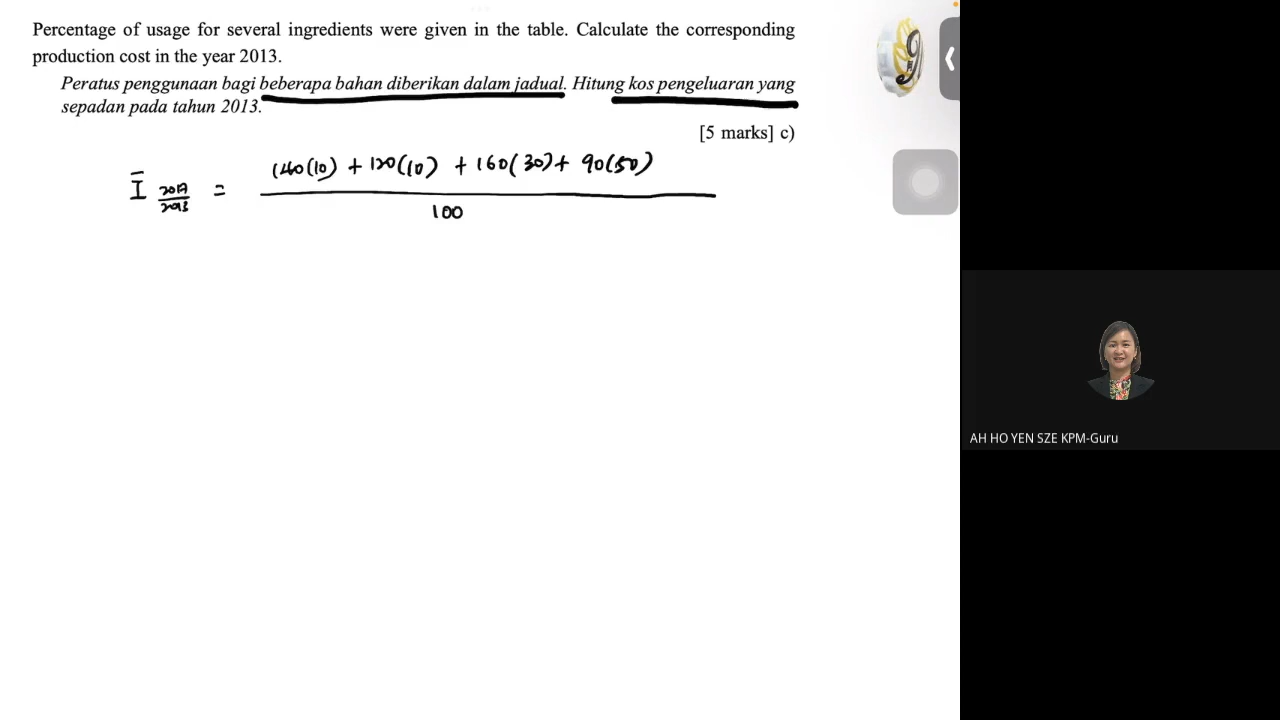 Percentage of usage for several ingredients were given in the table. Calculate the corresponding
production cost in the year 2013.
Peratus penggunaan bagi beberapa bahan diberikan dalam jadual. Hitung kos pengeluaran yang
sepadan pada tahun 2013.
[5 marks] c)
Ī 2017/2013 = 140(10) + 120(10) + 160(30) + 90(50)
100
AH HO YEN SZE KPM-Guru